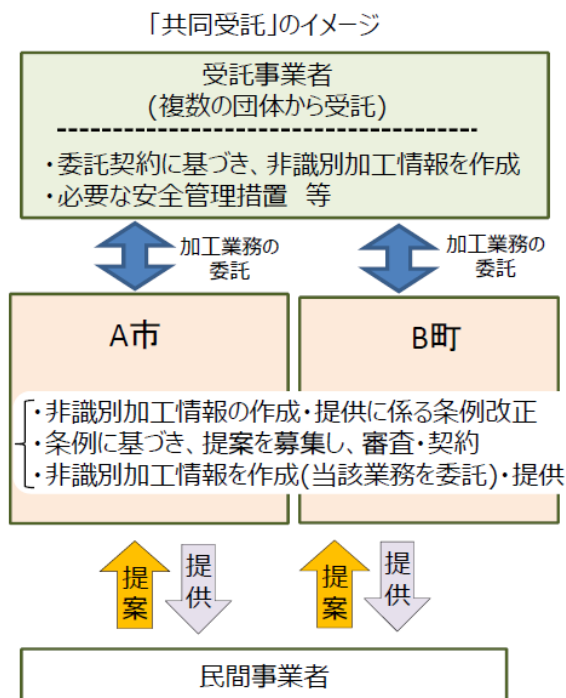 「共同受託」のイメージ
受託事業者
(複数の団体から受託)
・委託契約に基づき、非識別加工情報を作成
・必要な安全管理措置 等
加工業務の
委託
加工業務の
委託
A市
B町
・非識別加工情報の作成・提供に係る条例改正
・条例に基づき、提案を募集し、審査・契約
・非識別加工情報を作成(当該業務を委託)・提供
提案
提供
提案
提供
民間事業者